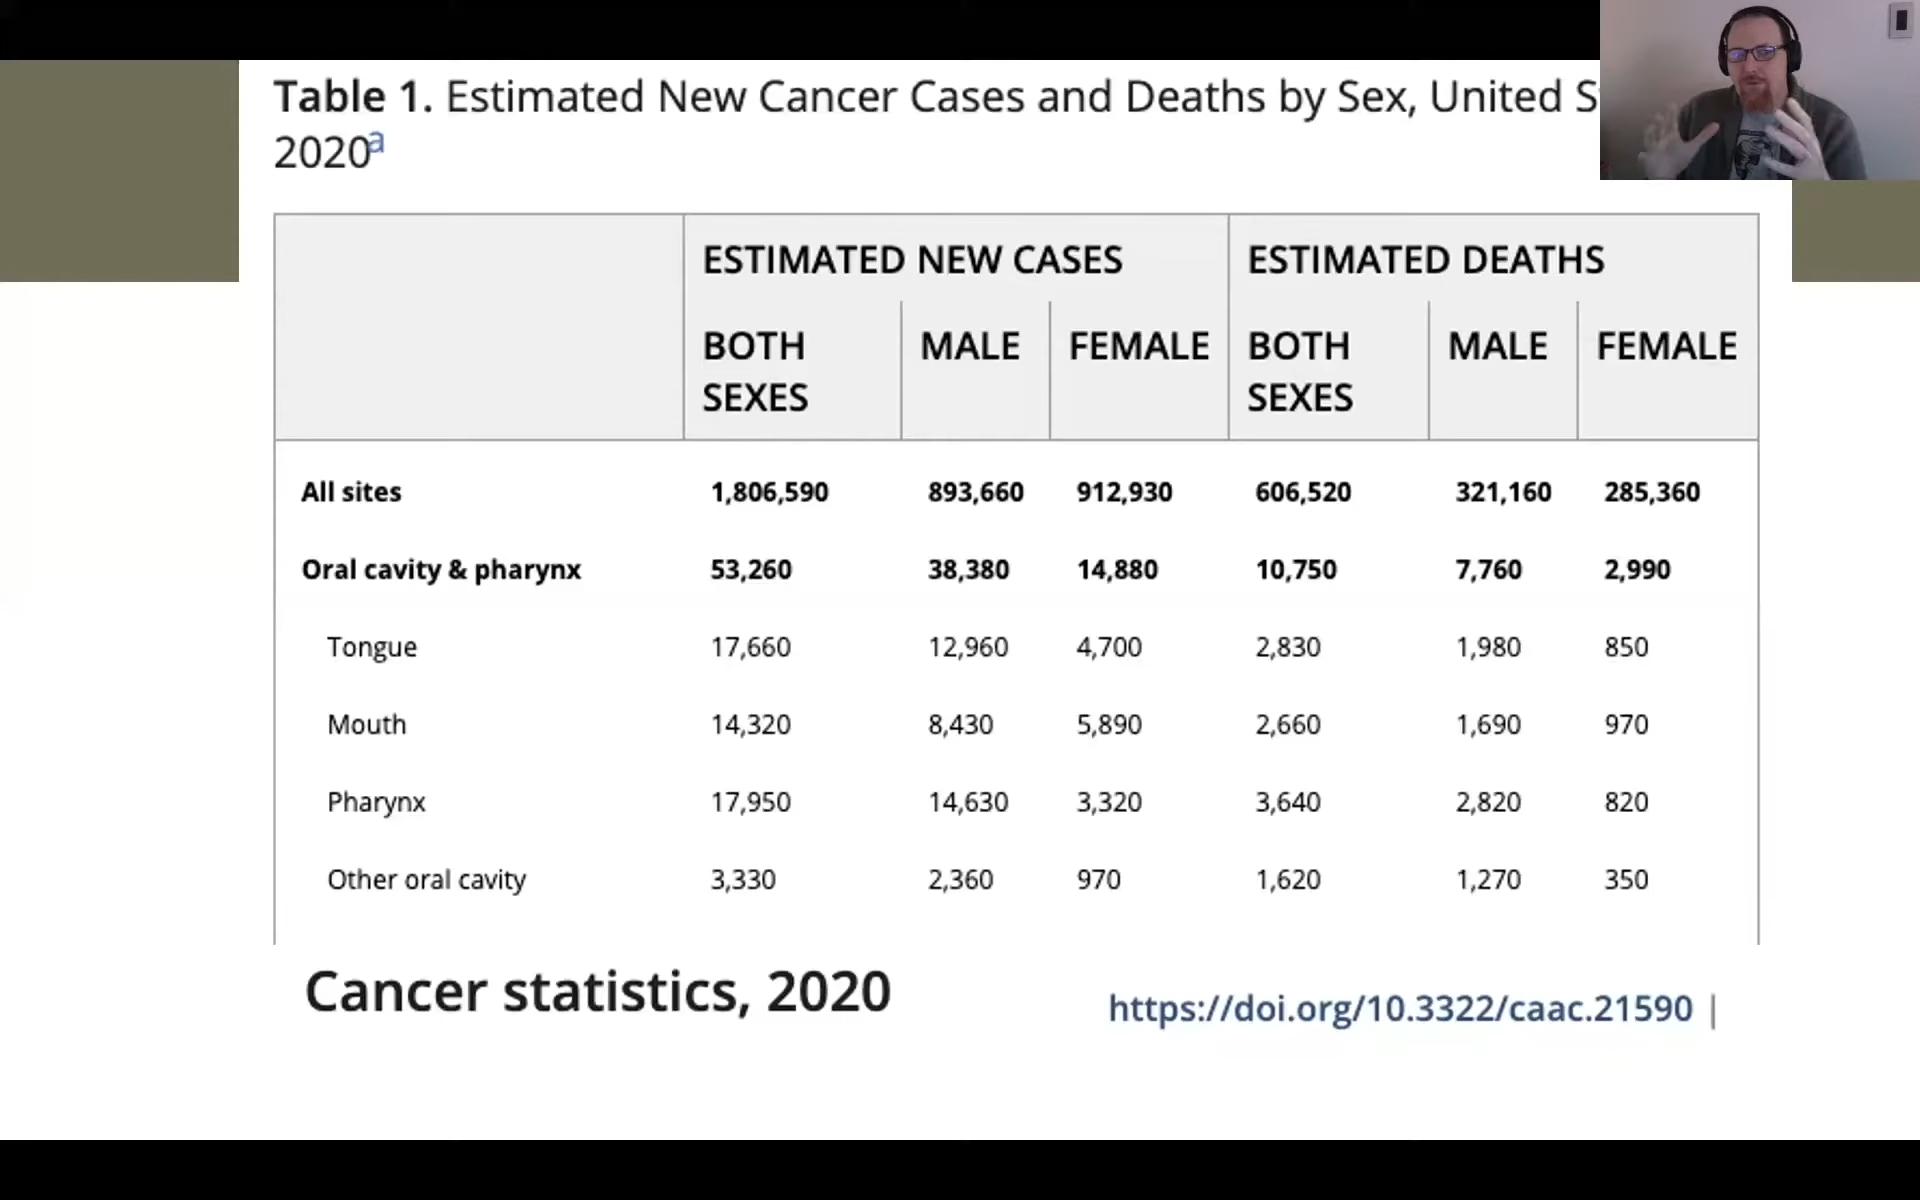 Table 1. Estimated New Cancer Cases and Deaths by Sex, United S
2020a
ESTIMATED NEW CASES ESTIMATED DEATHS
BOTH SEXES MALE FEMALE BOTH SEXES MALE FEMALE
All sites 1,806,590 893,660 912,930 606,520 321,160 285,360
Oral cavity & pharynx 53,260 38,380 14,880 10,750 7,760 2,990
Tongue 17,660 12,960 4,700 2,830 1,980 850
Mouth 14,320 8,430 5,890 2,660 1,690 970
Pharynx 17,950 14,630 3,320 3,640 2,820 820
Other oral cavity 3,330 2,360 970 1,620 1,270 350
Cancer statistics, 2020
https://doi.org/10.3322/caac.21590 |